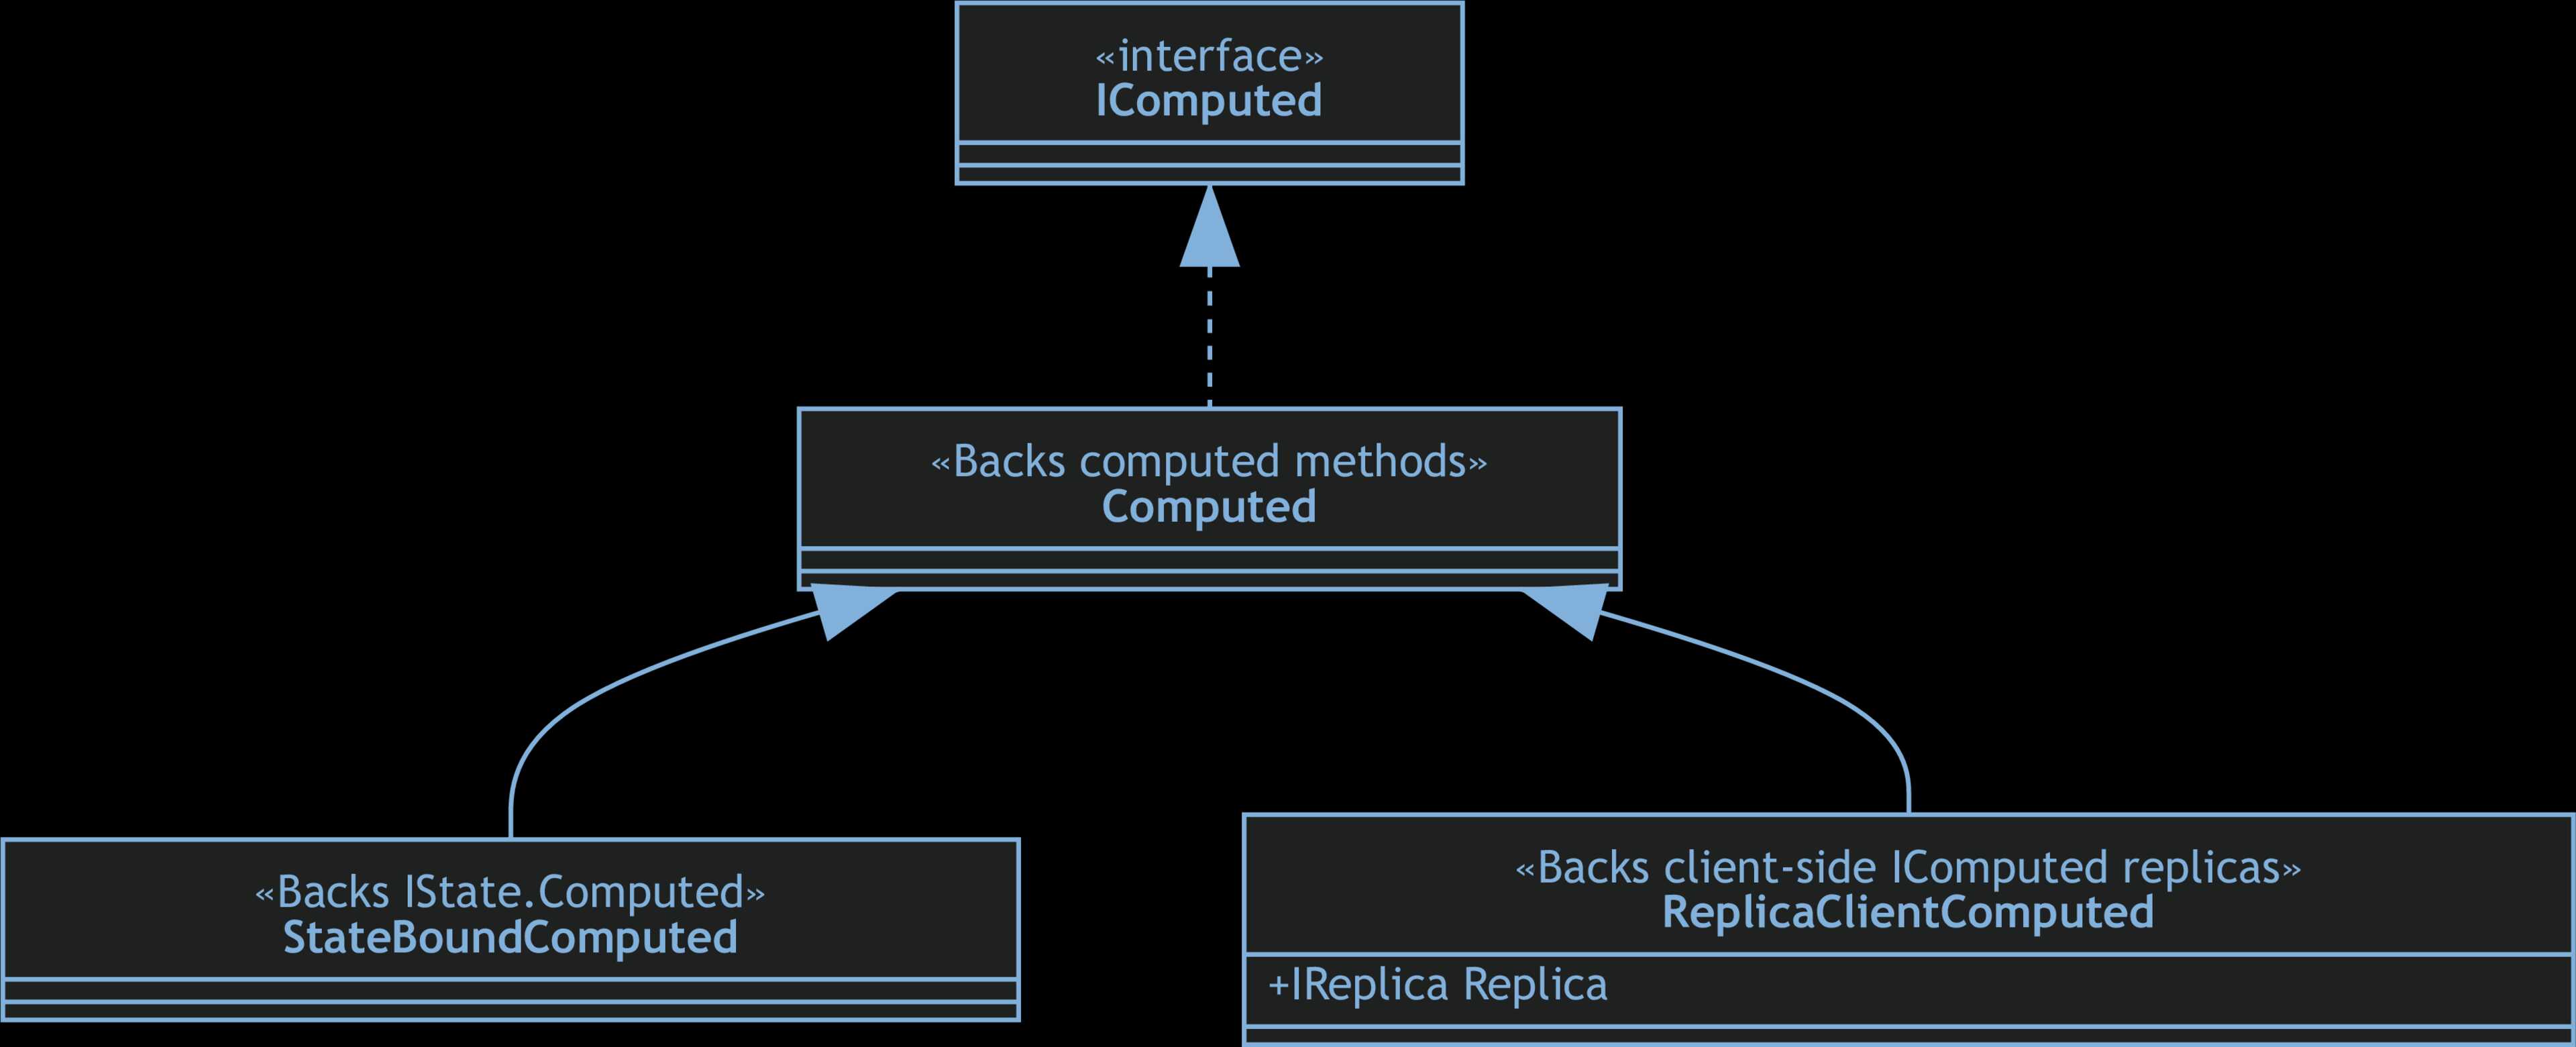 «interface»
IComputed
«Backs computed methods»
Computed
«Backs IState.Computed»
StateBoundComputed
«Backs client-side IComputed replicas»
ReplicaClientComputed
+IReplica Replica